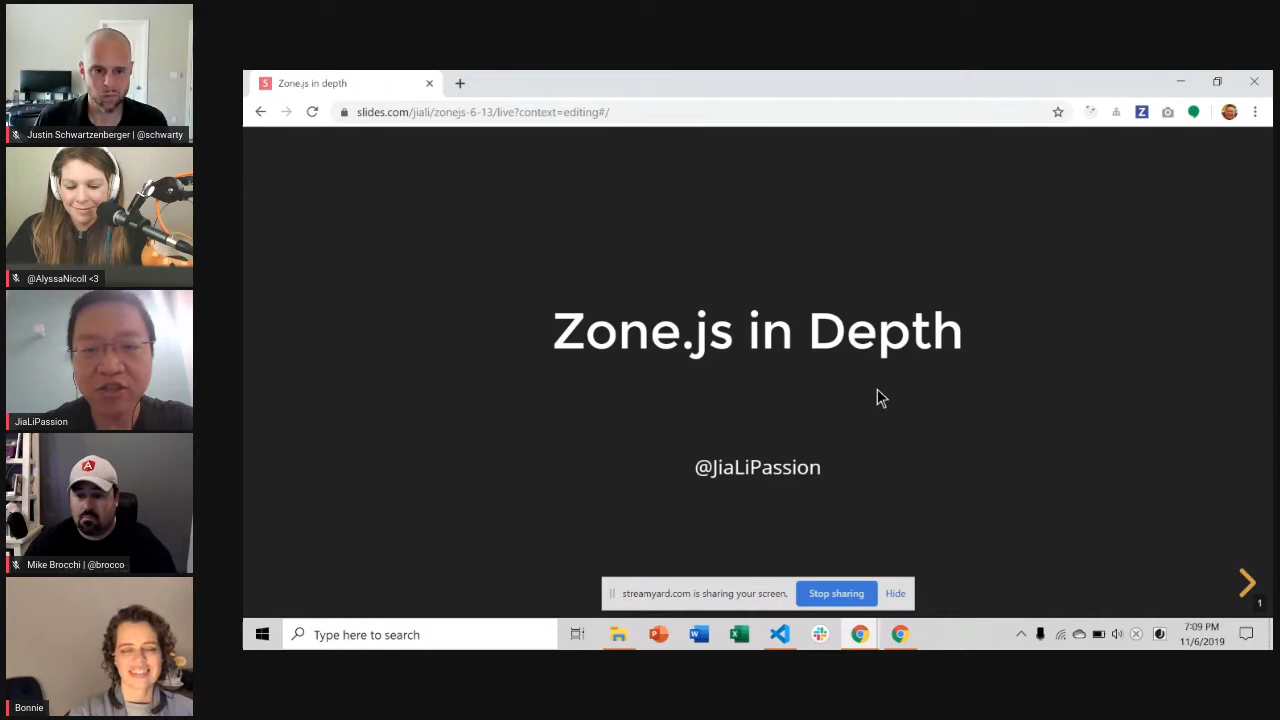 Justin Schwartzenberger | @schwarty
@AlyssaNicoll <3
JiaLiPassion
A
Mike Brocchi | @brocco
Bonnie
S
Zone.js in depth
slides.com/jiali/zonejs-6-13/live?context=editing#/
Z
Zone.js in Depth
@JiaLiPassion
streamyard.com is sharing your screen.
Stop sharing
Hide
1
Type here to search
7:09 PM
11/6/2019